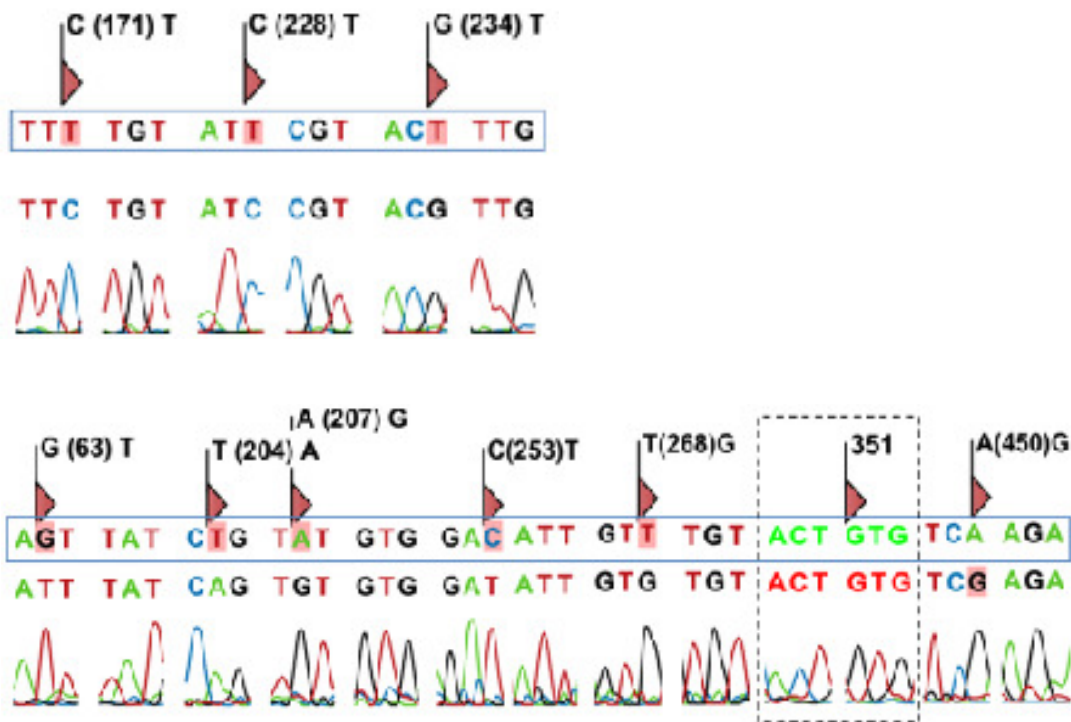 C (171) T C (228) T G (234) T
TTT TGT ATT CGT ACT TTG
TTC TGT ATC CGT ACG TTG
A (207) G
G (63) T T (204) A C(253)T T(268)G 351 A(450)G
AGT TAT CTG TAT GTG GAC ATT GTT TGT ACT GTG TCA AGA
ATT TAT CAG TGT GTG GAT ATT GTG TGT ACT GTG TCG AGA